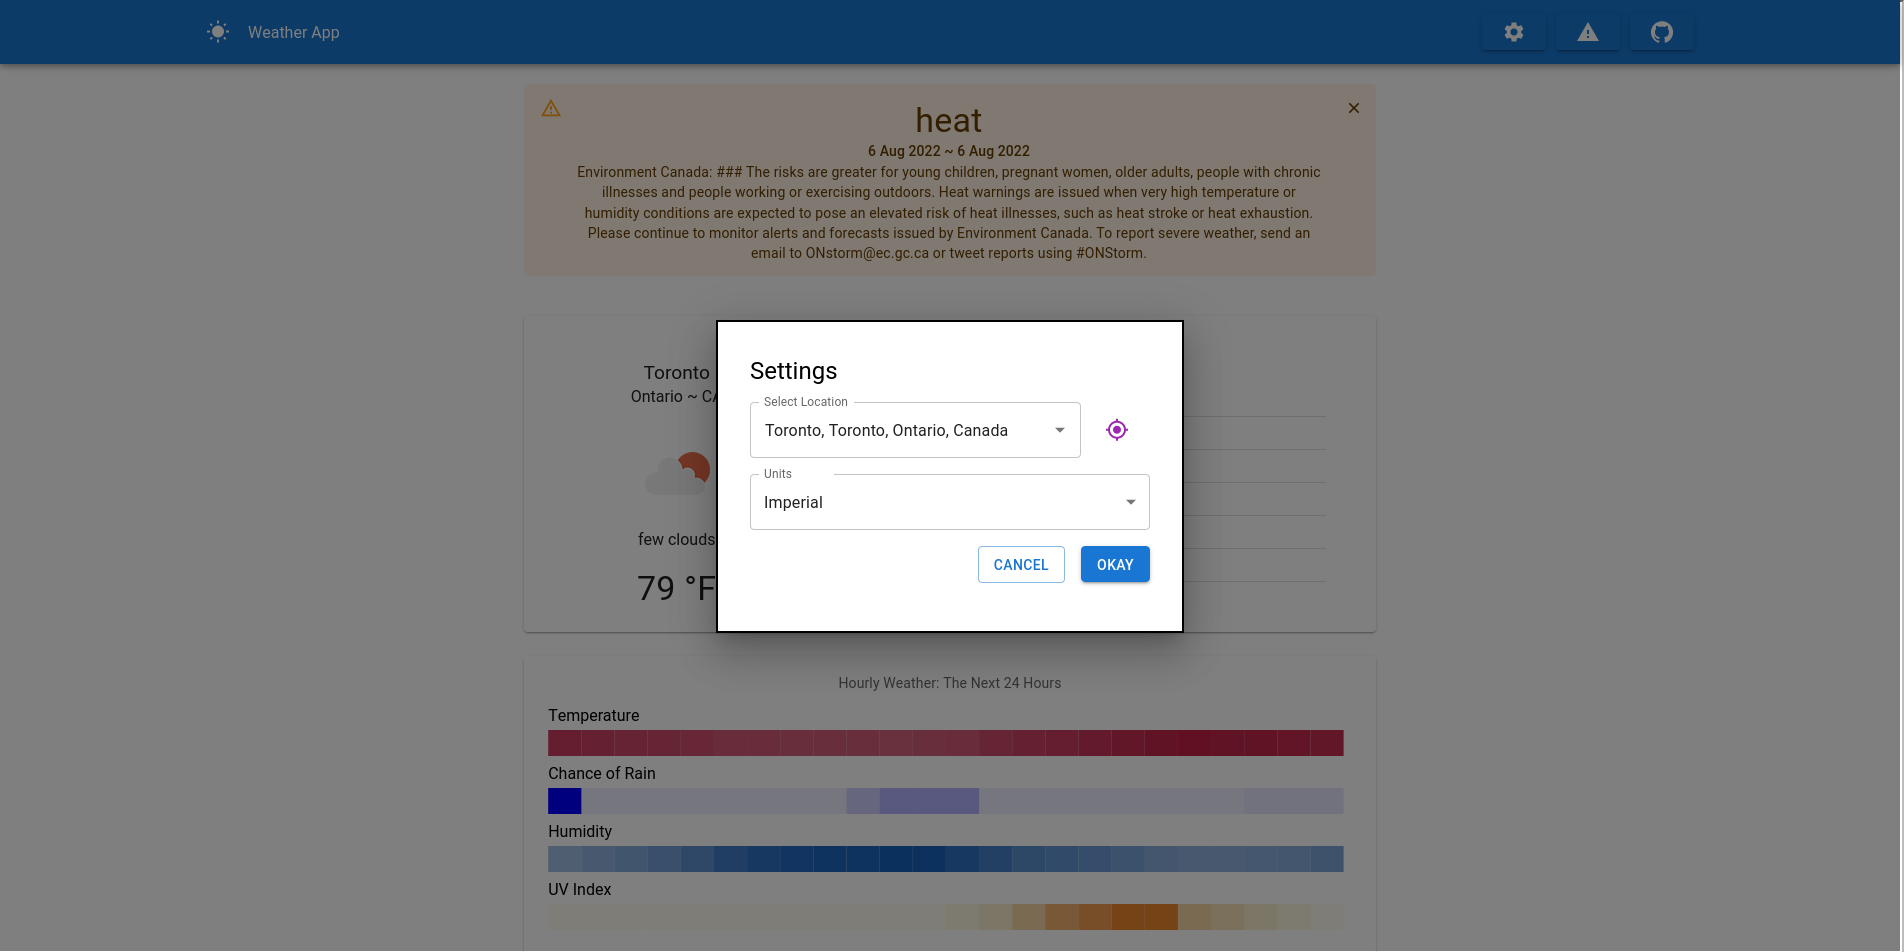 Weather App
heat
6 Aug 2022 ~ 6 Aug 2022
Environment Canada: ### The risks are greater for young children, pregnant women, older adults, people with chronic
illnesses and people working or exercising outdoors. Heat warnings are issued when very high temperature or
humidity conditions are expected to pose an elevated risk of heat illnesses, such as heat stroke or heat exhaustion.
Please continue to monitor alerts and forecasts issued by Environment Canada. To report severe weather, send an
email to ONstorm@ec.gc.ca or tweet reports using #ONStorm.
Toronto
Ontario ~ CA
few clouds
79 °F
Settings
Select Location
Toronto, Toronto, Ontario, Canada
Units
Imperial
CANCEL OKAY
Hourly Weather: The Next 24 Hours
Temperature
Chance of Rain
Humidity
UV Index